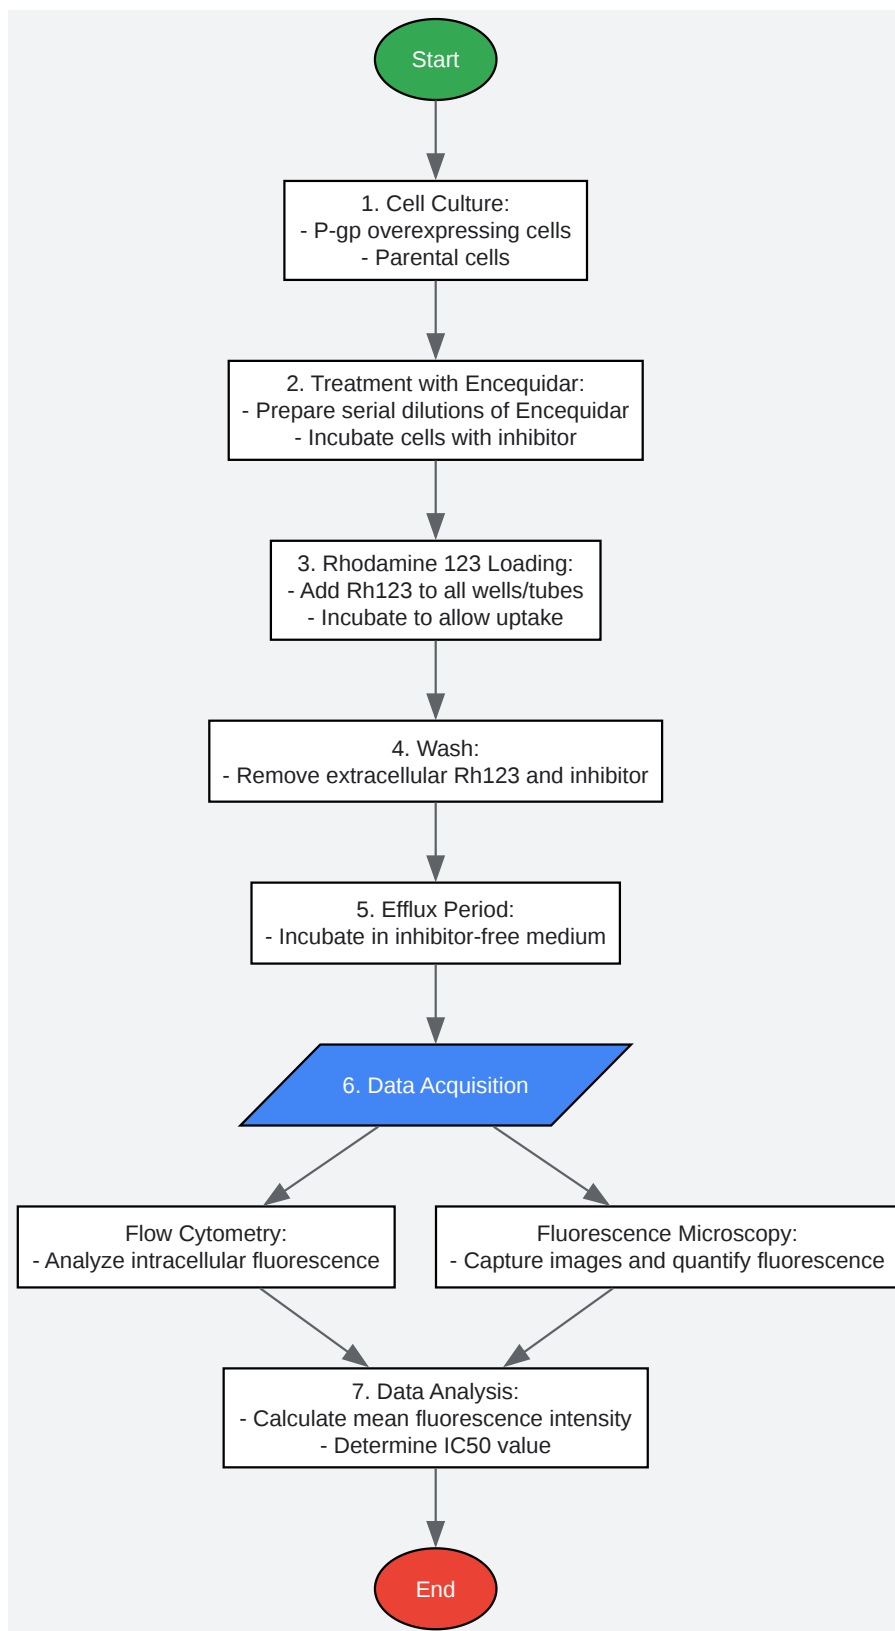 Start
1. Cell Culture:
- P-gp overexpressing cells
- Parental cells
2. Treatment with Encequidar:
- Prepare serial dilutions of Encequidar
- Incubate cells with inhibitor
3. Rhodamine 123 Loading:
- Add Rh123 to all wells/tubes
- Incubate to allow uptake
4. Wash:
- Remove extracellular Rh123 and inhibitor
5. Efflux Period:
- Incubate in inhibitor-free medium
6. Data Acquisition
Flow Cytometry:
- Analyze intracellular fluorescence
Fluorescence Microscopy:
- Capture images and quantify fluorescence
7. Data Analysis:
- Calculate mean fluorescence intensity
- Determine IC50 value
End